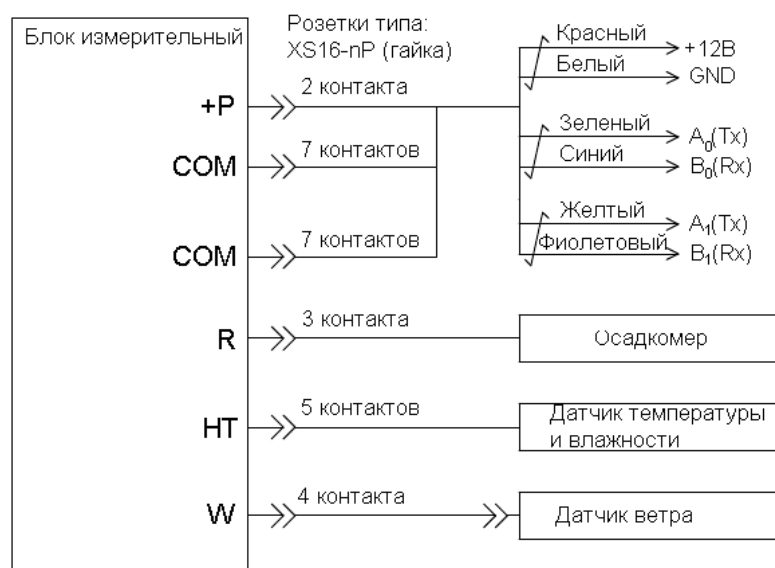 Блок измерительный
Розетки типа:
XS16-nP (гайка)
+P
2 контакта
COM
7 контактов
COM
7 контактов
R
3 контакта
HT
5 контактов
W
4 контакта
Красный
+12В
Белый
GND
Зеленый
A₀(Tx)
Синий
B₀(Rx)
Желтый
A₁(Tx)
Фиолетовый
B₁(Rx)
Осадкомер
Датчик температуры
и влажности
Датчик ветра